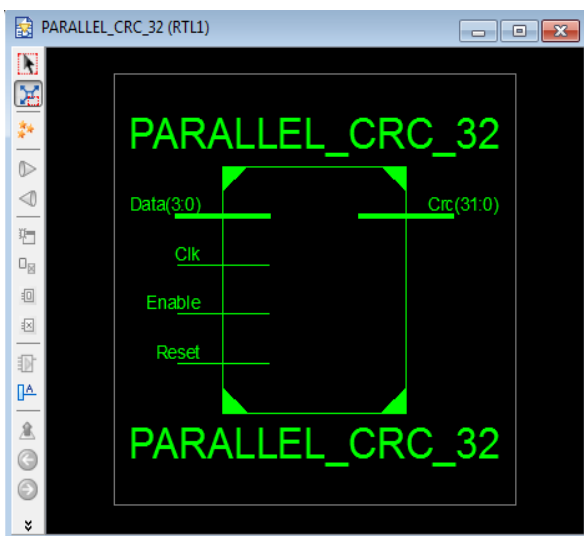 PARALLEL_CRC_32 (RTL1)
PARALLEL_CRC_32
Data(3:0)
Crc(31:0)
Clk
Enable
Reset
PARALLEL_CRC_32